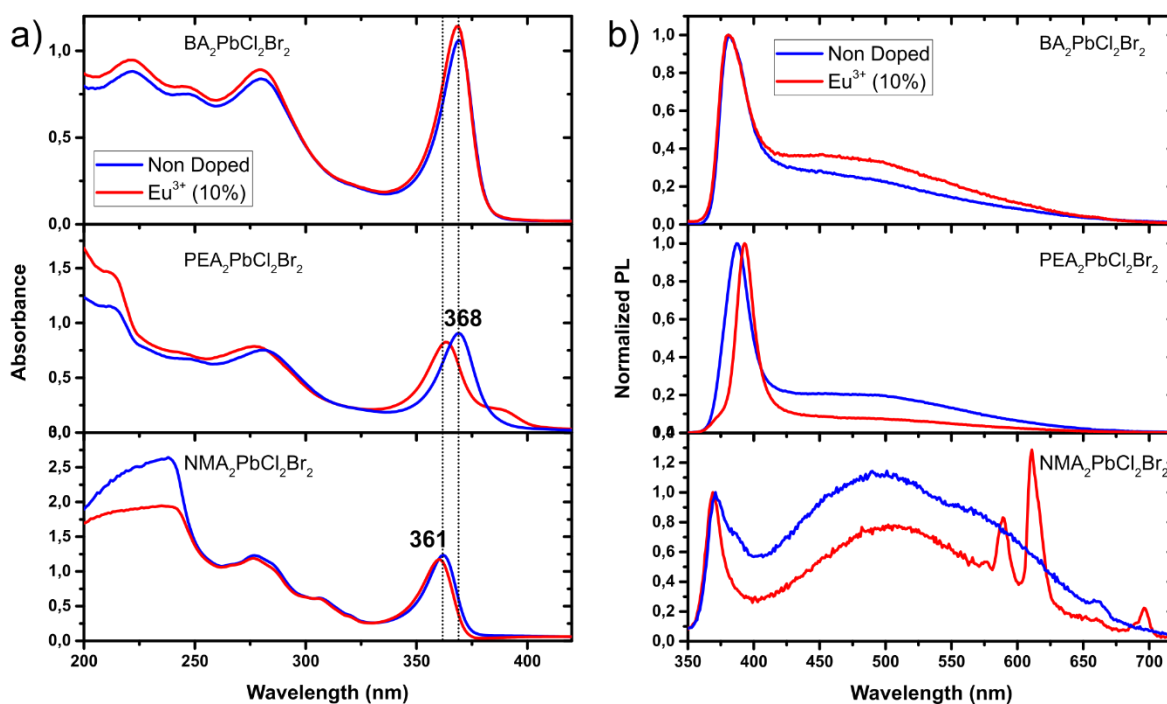 a)
BA₂PbCl₂Br₂
Non Doped
Eu³⁺ (10%)
1,0
0,5
0,0
PEA₂PbCl₂Br₂
368
1,5
1,0
0,5
NMA₂PbCl₂Br₂
361
2,5
2,0
1,5
1,0
0,5
0,0
200 250 300 350 400
Absorbance
Wavelength (nm)
b)
Non Doped
Eu³⁺ (10%)
BA₂PbCl₂Br₂
1,0
0,8
0,6
0,4
0,2
0,0
PEA₂PbCl₂Br₂
1,0
0,8
0,6
0,4
0,2
NMA₂PbCl₂Br₂
1,2
1,0
0,8
0,6
0,4
0,2
0,0
350 400 450 500 550 600 650 700
Normalized PL
Wavelength (nm)